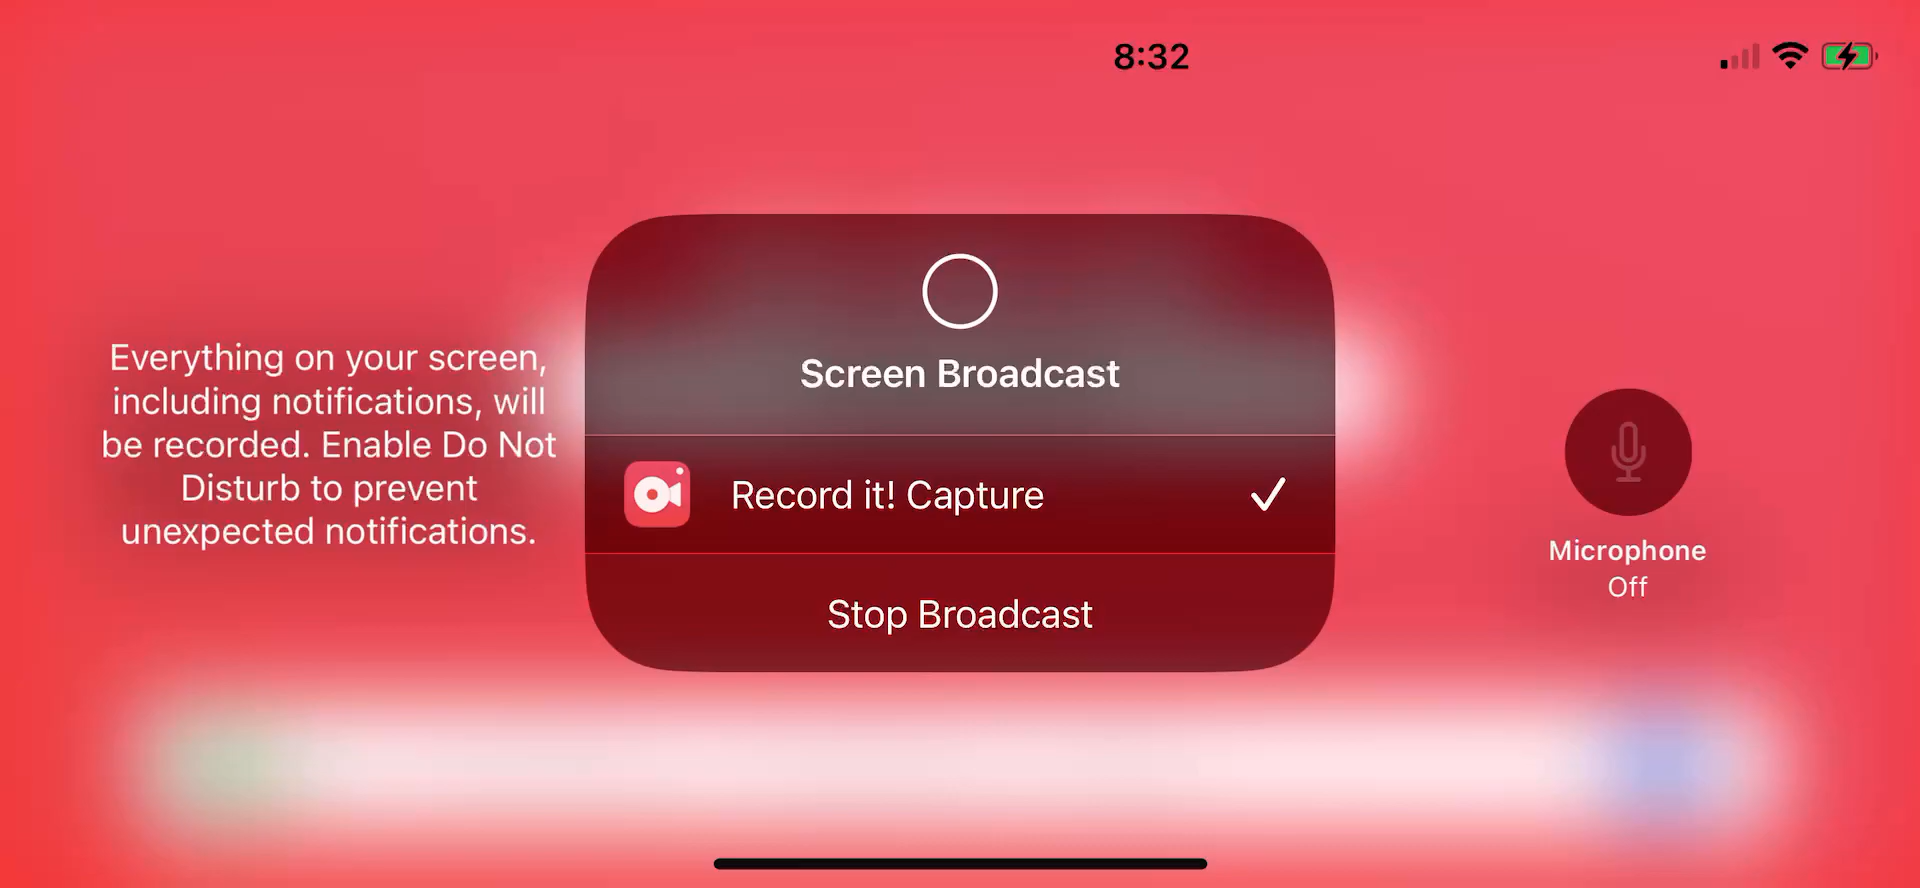 8:32
Everything on your screen,
including notifications, will
be recorded. Enable Do Not
Disturb to prevent
unexpected notifications.
Screen Broadcast
Record it! Capture
Stop Broadcast
Microphone
Off